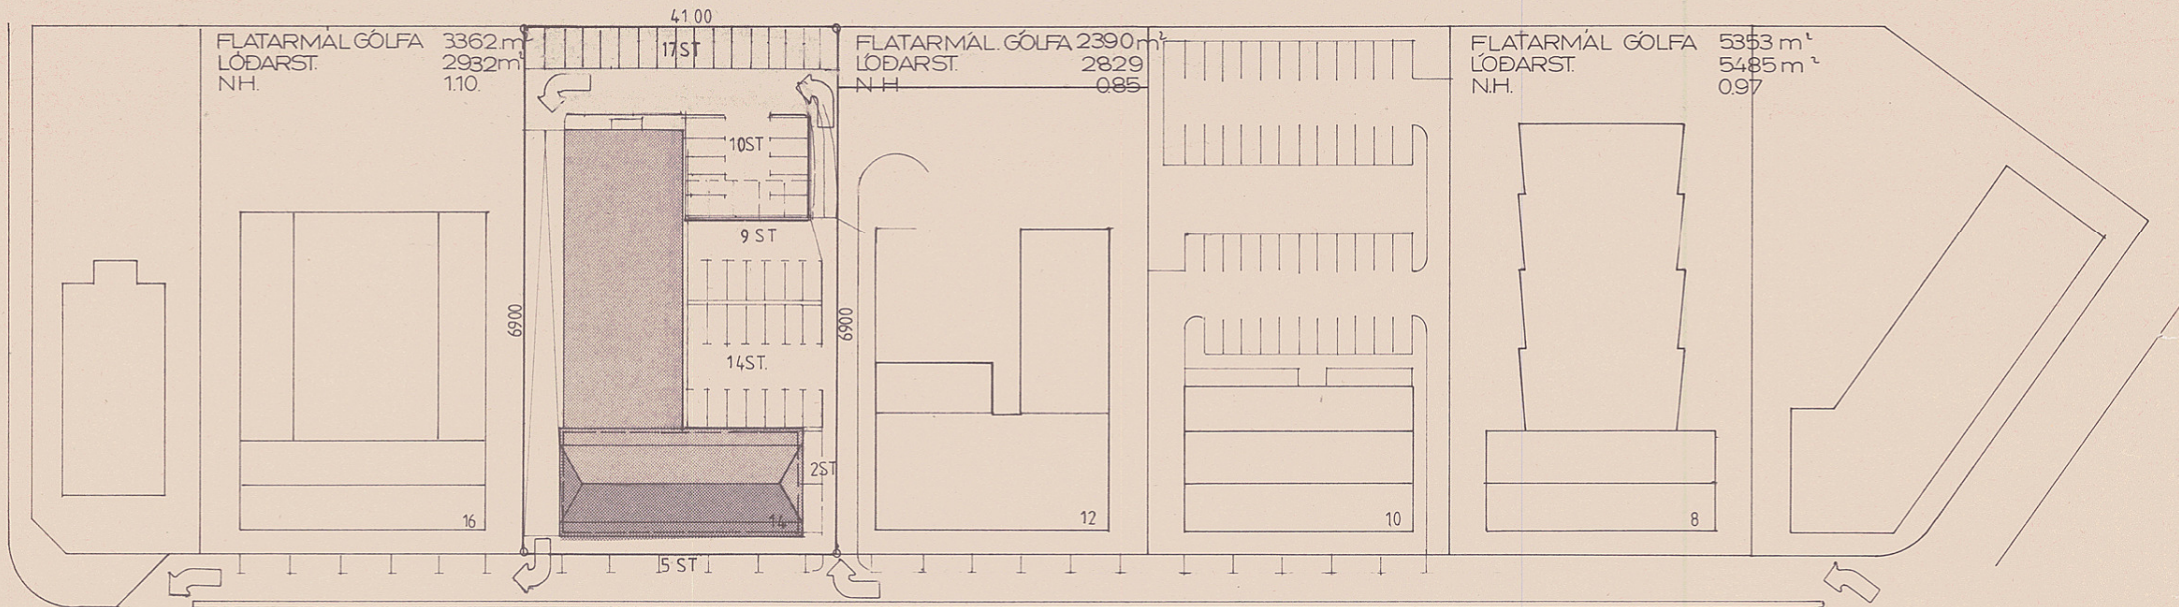 41 00
FLATARMÁL GÓLFA 3362.m²
LÓÐARST. 2932m²
N.H. 1.10.
17ST
FLATARMÁL. GÓLFA 2390m²
LÓÐARST. 2829
N.H 0.85
FLATARMÁL GÓLFA 5353 m²
LÓÐARST. 5485 m²
N.H. 0.97
10ST
9 ST
6900
6900
14ST.
2ST
16
14
12
10
8
5 ST